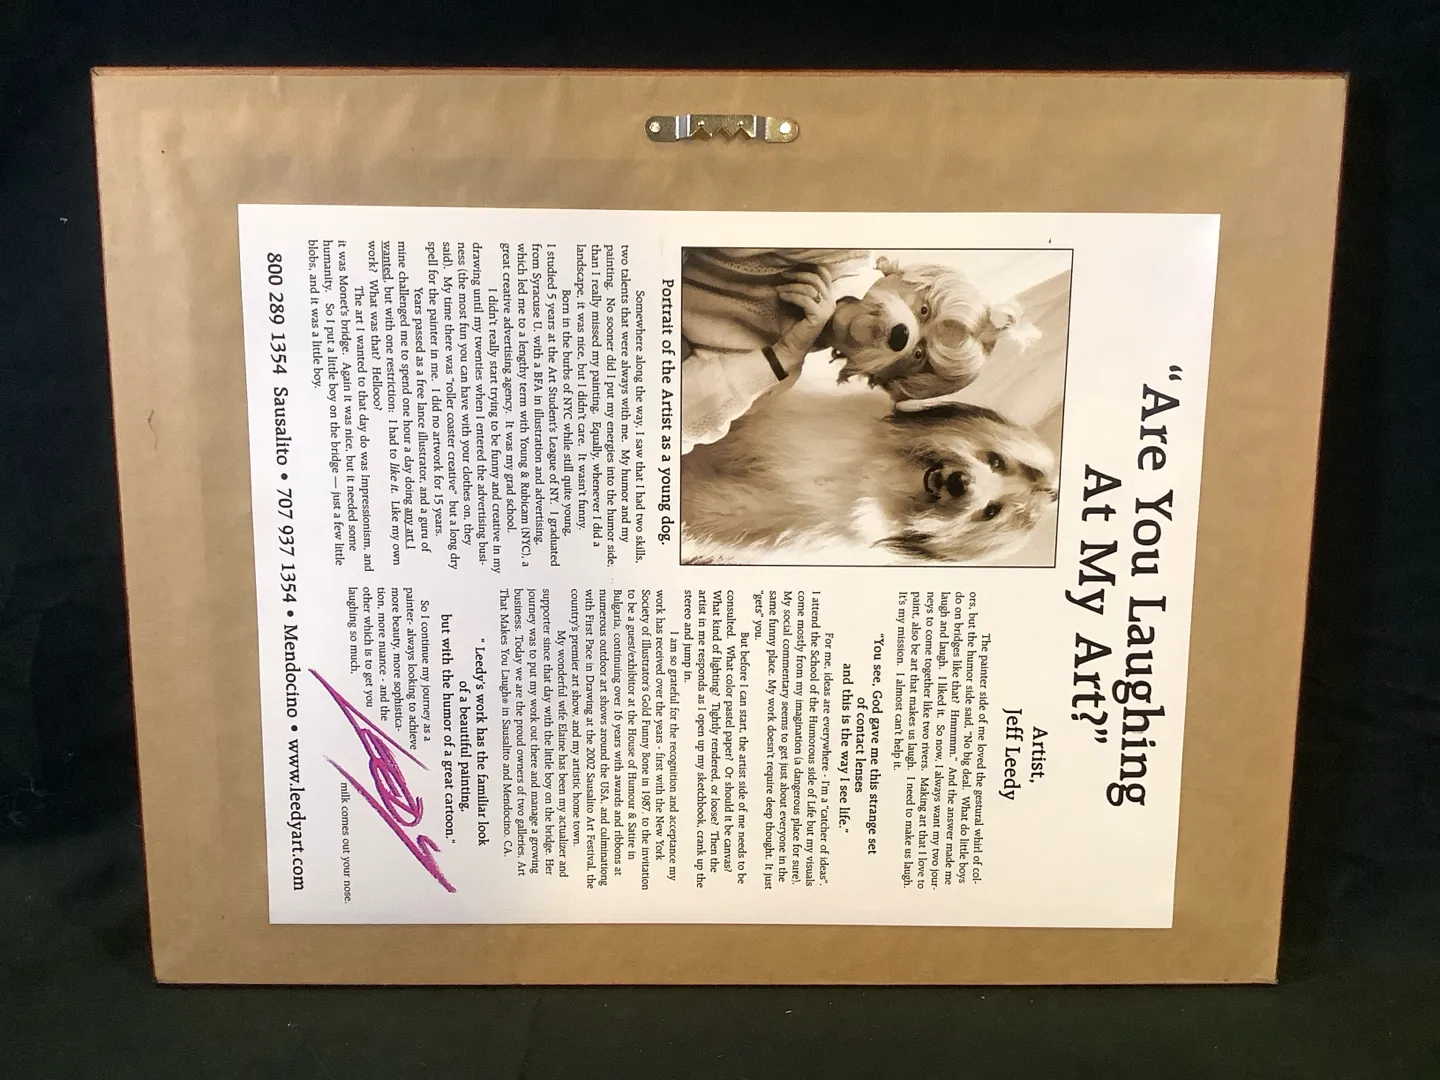 “Are You Laughing
At My Art?”
Artist,
Jeff Leedy
Portrait of the Artist as a young dog.
Somewhere along the way, I saw that I had two skills,
two talents that were always with me. My humor and my
painting. No sooner did I put my energies into the humor side,
than I really missed my painting. Equally, whenever I did a
landscape, it was nice, but I didn't care. It wasn't funny.
Born in the burbs of NYC while still quite young,
I studied 5 years at the Art Student's League of NY. I graduated
from Syracuse U. with a BFA in illustration and advertising,
which led me to a lengthy term with Young & Rubicam (NYC), a
great creative advertising agency. It was my grad school.
I didn't really start trying to be funny and creative in my
drawing until my twenties when I entered the advertising busi-
ness (the most fun you can have with your clothes on, they
said). My time there was "roller coaster creative" but a long dry
spell for the painter in me. I did no artwork for 15 years.
Years passed as a free lance illustrator, and a guru of
mine challenged me to spend one hour a day doing any art I
wanted, but with one restriction: I had to like it. Like my own
work? What was that? Hellooo?
The art I wanted to that day do was Impressionism, and
it was Monet's bridge. Again it was nice, but it needed some
humanity. So I put a little boy on the bridge — just a few little
blobs, and it was a little boy.
The painter side of me loved the gestural whirl of col-
ors, but the humor side said, "No big deal. What do little boys
do on bridges like that? Hmmmm." And the answer made me
laugh and laugh. I liked it. So now, I always want my two jour-
neys to come together like two rivers. Making art that I love to
paint, also be art that makes us laugh. I need to make us laugh.
It's my mission. I almost can't help it.
"You see, God gave me this strange set
of contact lenses
and this is the way I see life."
For me, ideas are everywhere - I'm a "catcher of ideas".
I attend the School of the Humorous side of Life but my visuals
come mostly from my imagination (a dangerous place for sure).
My social commentary seems to get just about everyone in the
same funny place. My work doesn't require deep thought. It just
"gets" you.
But before I can start, the artist side of me needs to be
consulted. What color pastel paper? Or should it be canvas?
What kind of lighting? Tightly rendered, or loose? Then the
artist in me responds as I open up my sketchbook, crank up the
stereo and jump in.
I am so grateful for the recognition and acceptance my
work has received over the years - first with the New York
Society of Illustrator's Gold Funny Bone in 1987, to the invitation
to be a guest/exhibitor at the House of Humour & Satire in
Bulgaria, continuing over 16 years with awards and ribbons at
numerous outdoor art shows around the USA, and culminationg
with First Pace in Drawing at the 2002 Sausalito Art Festival, the
country's premier art show, and my artistic home town.
My wonderful wife Elaine has been my actualizer and
supporter since that day with the little boy on the bridge. Her
journey was to put my work out there and manage a growing
business. Today we are the proud owners of two galleries, Art
That Makes You Laugh® in Sausalito and Mendocino, CA.
" Leedy's work has the familiar look
of a beautiful painting,
but with the humor of a great cartoon."
So I continue my journey as a
painter- always looking to achieve
more beauty, more sophistica-
tion, more nuance - and the
other which is to get you
laughing so much,
milk comes out your nose.
Leedy
800 289 1354 Sausalito • 707 937 1354 • Mendocino • www.leedyart.com